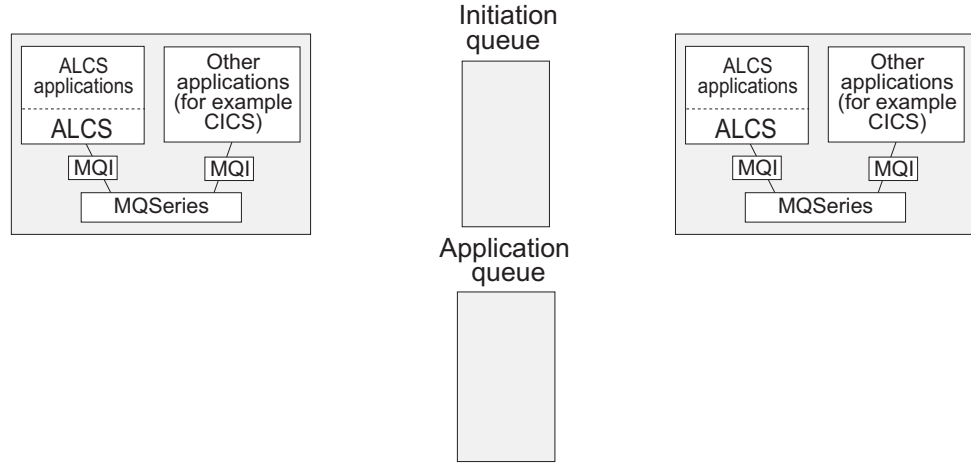 Initiation
queue
ALCS
applications
ALCS
Other
applications
(for example
CICS)
MQI
MQI
MQSeries
ALCS
applications
ALCS
Other
applications
(for example
CICS)
MQI
MQI
MQSeries
Application
queue